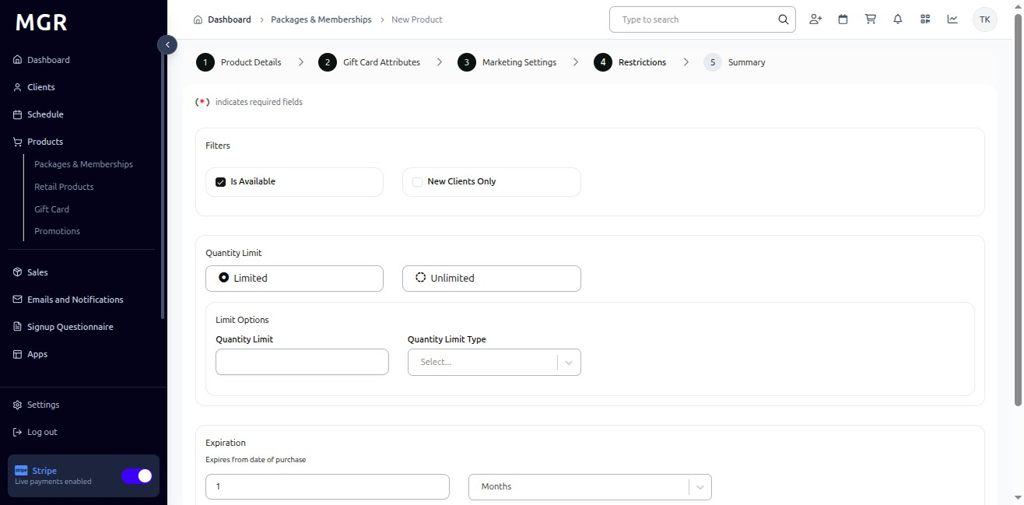 MGR
Dashboard
Clients
Schedule
Products
Packages & Memberships
Retail Products
Gift Card
Promotions
Sales
Emails and Notifications
Signup Questionnaire
Apps
Settings
Log out
Stripe
Live payments enabled
Dashboard > Packages & Memberships > New Product
Type to search
TK
1 Product Details > 2 Gift Card Attributes > 3 Marketing Settings > 4 Restrictions > 5 Summary
(*) indicates required fields
Filters
Is Available New Clients Only
Quantity Limit
Limited Unlimited
Limit Options
Quantity Limit Quantity Limit Type
Select...
Expiration
Expires from date of purchase
1 Months